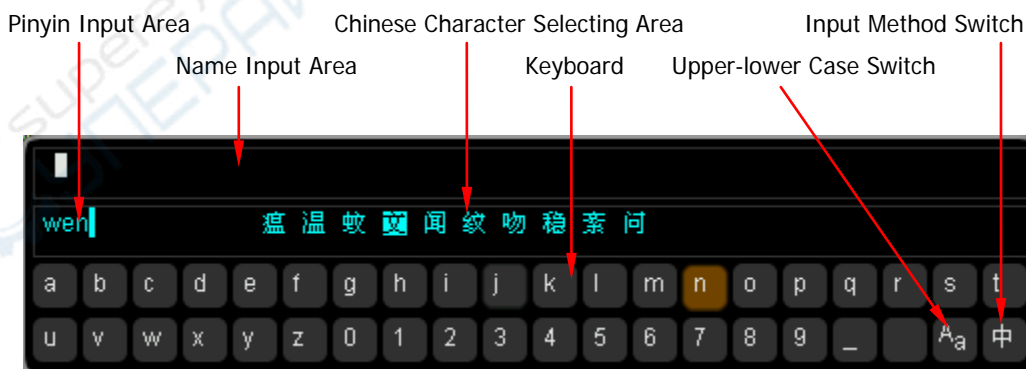 Pinyin Input Area Chinese Character Selecting Area Input Method Switch
Name Input Area Keyboard Upper-lower Case Switch
wen 瘟 温 蚊 文 闻 纹 吻 稳 紊 问
a b c d e f g h i j k l m n o p q r s t
u v w x y z 0 1 2 3 4 5 6 7 8 9 _ Aa 中